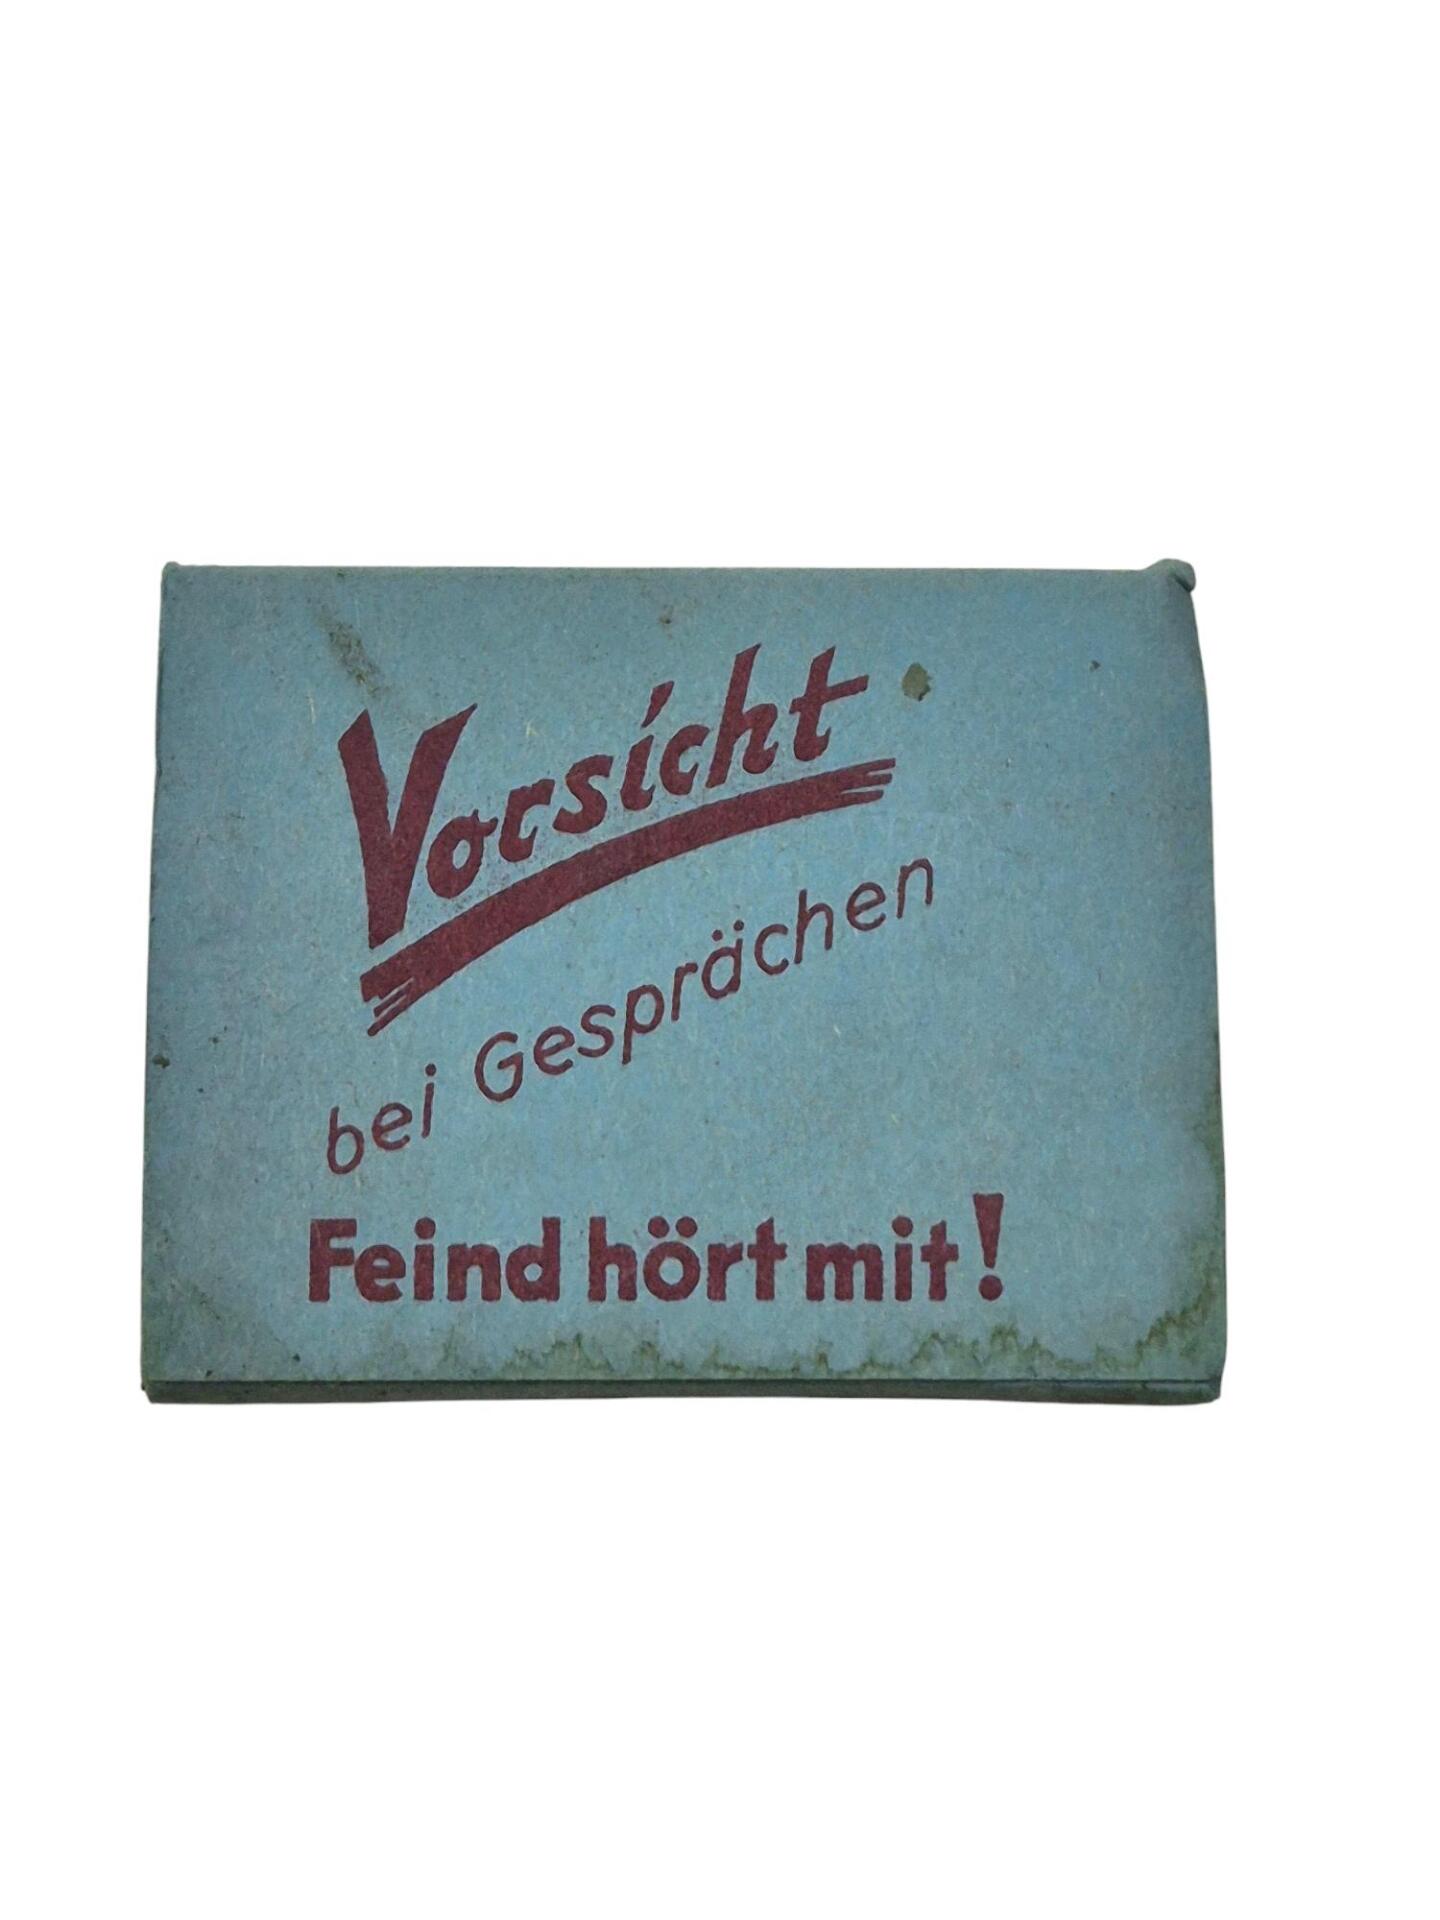 Vorsicht
bei Gesprächen
Feind hört mit!